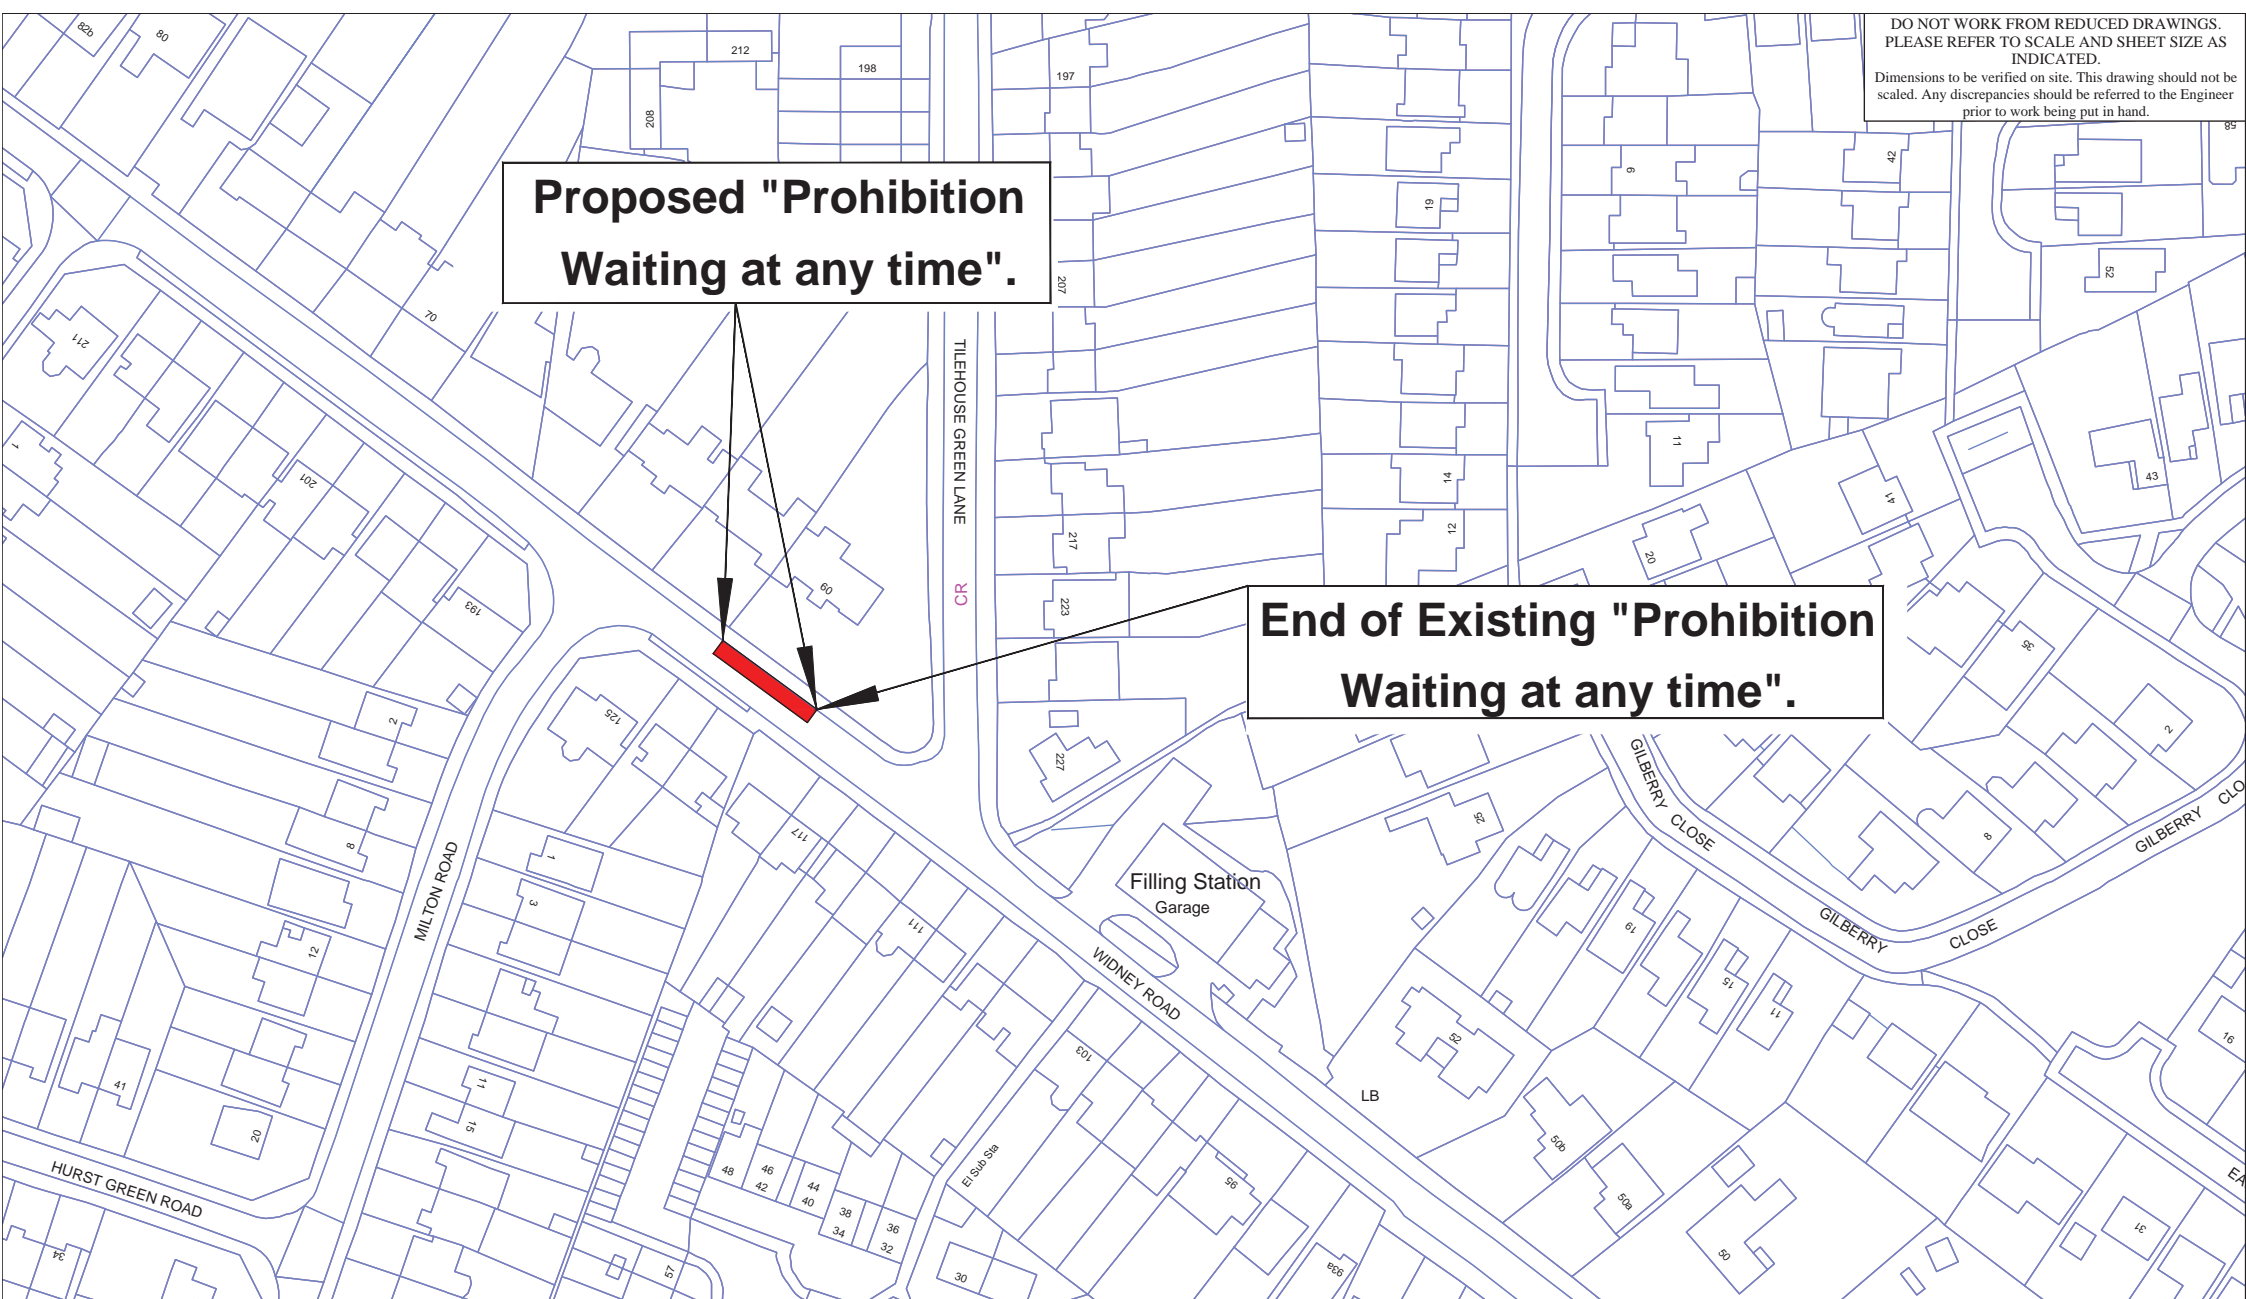 DO NOT WORK FROM REDUCED DRAWINGS.
PLEASE REFER TO SCALE AND SHEET SIZE AS
INDICATED.
Dimensions to be verified on site. This drawing should not be
scaled. Any discrepancies should be referred to the Engineer
prior to work being put in hand.
82b
80
212
198
197
208
58
9
42
19
Proposed "Prohibition
Waiting at any time".
207
52
70
211
TILEHOUSE GREEN LANE
1
201
11
14
43
41
12
217
20
60
CR
193
223
End of Existing "Prohibition
Waiting at any time".
35
2
125
2
227
GILBERRY
CLOSE
GILBERRY
CLO
25
117
8
8
MILTON ROAD
1
Filling Station
Garage
3
111
19
GILBERRY
CLOSE
12
WIDNEY ROAD
15
11
16
52
103
41
11
LB
20
15
50b
El Sub Sta
48
46
42
44
40
38
34
36
32
95
50a
EA
HURST GREEN ROAD
31
34
57
30
93a
50